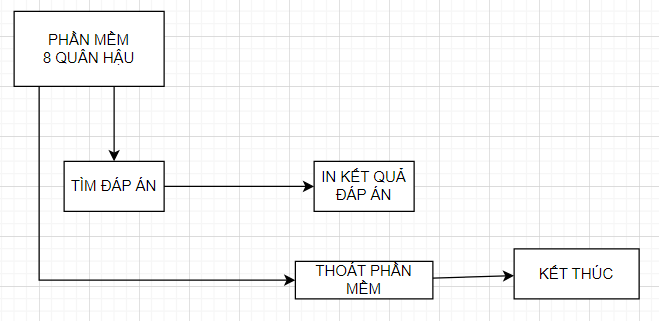 PHẦN MỀM
8 QUÂN HẬU
TÌM ĐÁP ÁN
IN KẾT QUẢ
ĐÁP ÁN
THOÁT PHẦN
MỀM
KẾT THÚC